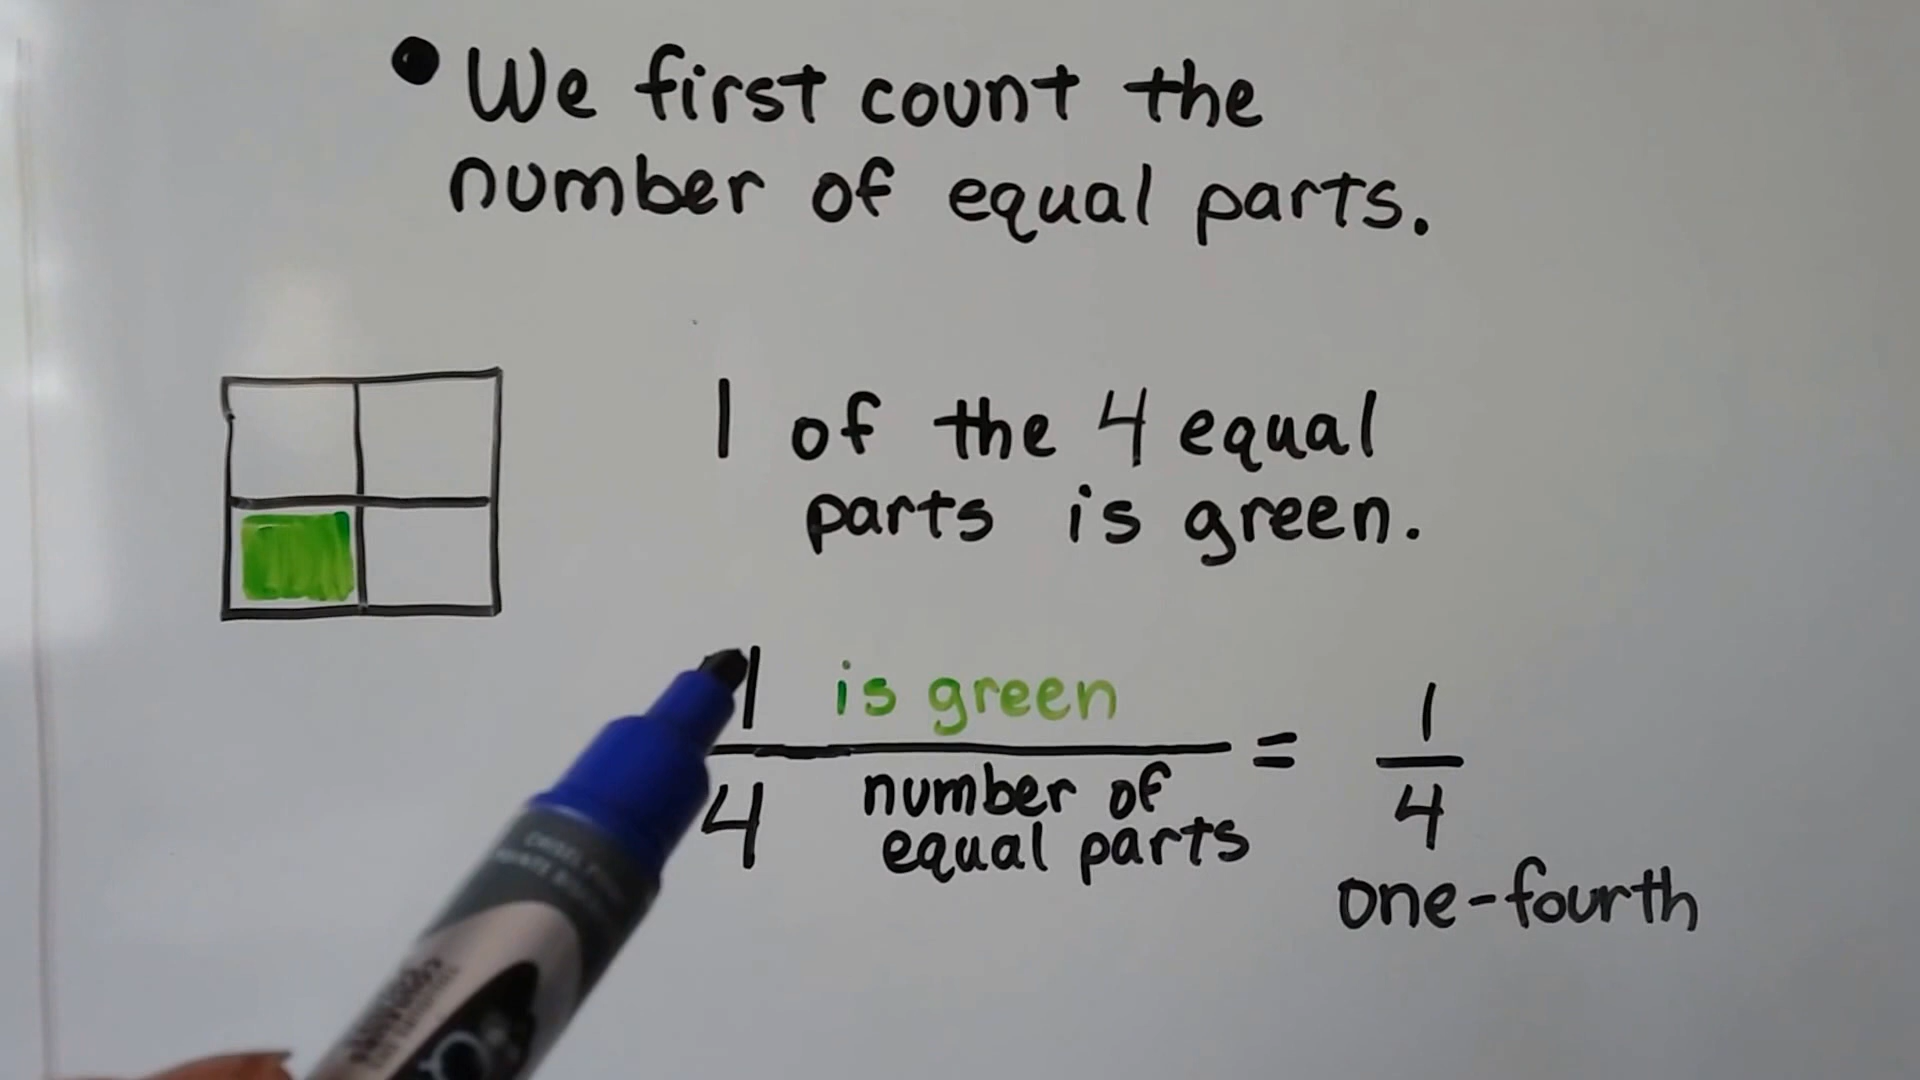 • We first count the
number of equal parts.
1 of the 4 equal
parts is green.
1 is green
4 number of
equal parts
= 1
4
one-fourth